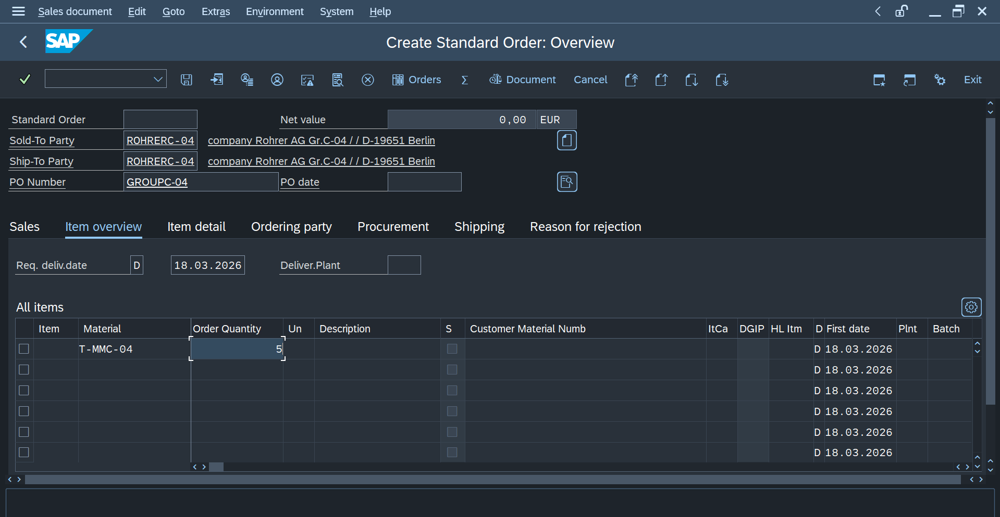 Sales document Edit Goto Extras Environment System Help
SAP Create Standard Order: Overview
Orders Σ Document Cancel Exit
Standard Order Net value 0,00 EUR
Sold-To Party ROHRERC-04 company Rohrer AG Gr.C-04 / / D-19651 Berlin
Ship-To Party ROHRERC-04 company Rohrer AG Gr.C-04 / / D-19651 Berlin
PO Number GROUPC-04 PO date
Sales Item overview Item detail Ordering party Procurement Shipping Reason for rejection
Req. deliv.date D 18.03.2026 Deliver.Plant
All items
Item Material Order Quantity Un Description S Customer Material Numb ItCa DGIP HL Itm D First date Plnt Batch
T-MMC-04 5 D 18.03.2026
D 18.03.2026
D 18.03.2026
D 18.03.2026
D 18.03.2026
D 18.03.2026